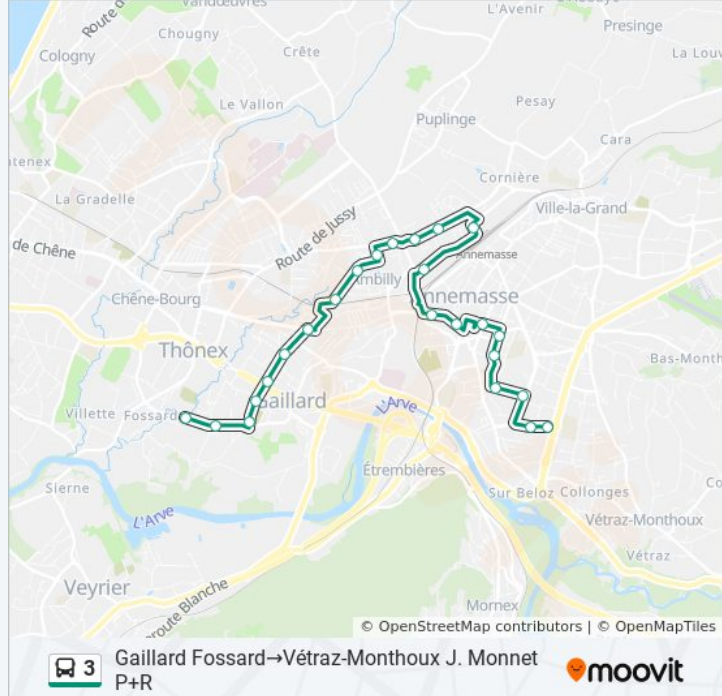 Vandœuvres
L'Avenir
Route de
Chougny
Presinge
Crête
Cologny
La Louv
Le Vallon
Pesay
Puplinge
Cara
atenex
Cornière
La Gradelle
Ville-la-Grand
Route de Jussy
de Chêne
Annemasse
Ambilly
Chêne-Bourg
Annemasse
Thônex
Bas-Month
Gaillard
L'Arve
Villette
Fossard
Étrembières
Sierne
Sur Beloz
Collonges
Co
L'Arve
Vétraz-Monthoux
Vétraz
Veyrier
oroute Blanche
Mornex
© OpenStreetMap contributors | © OpenMapTiles
3
Gaillard Fossard→Vétraz-Monthoux J. Monnet
P+R
moovit